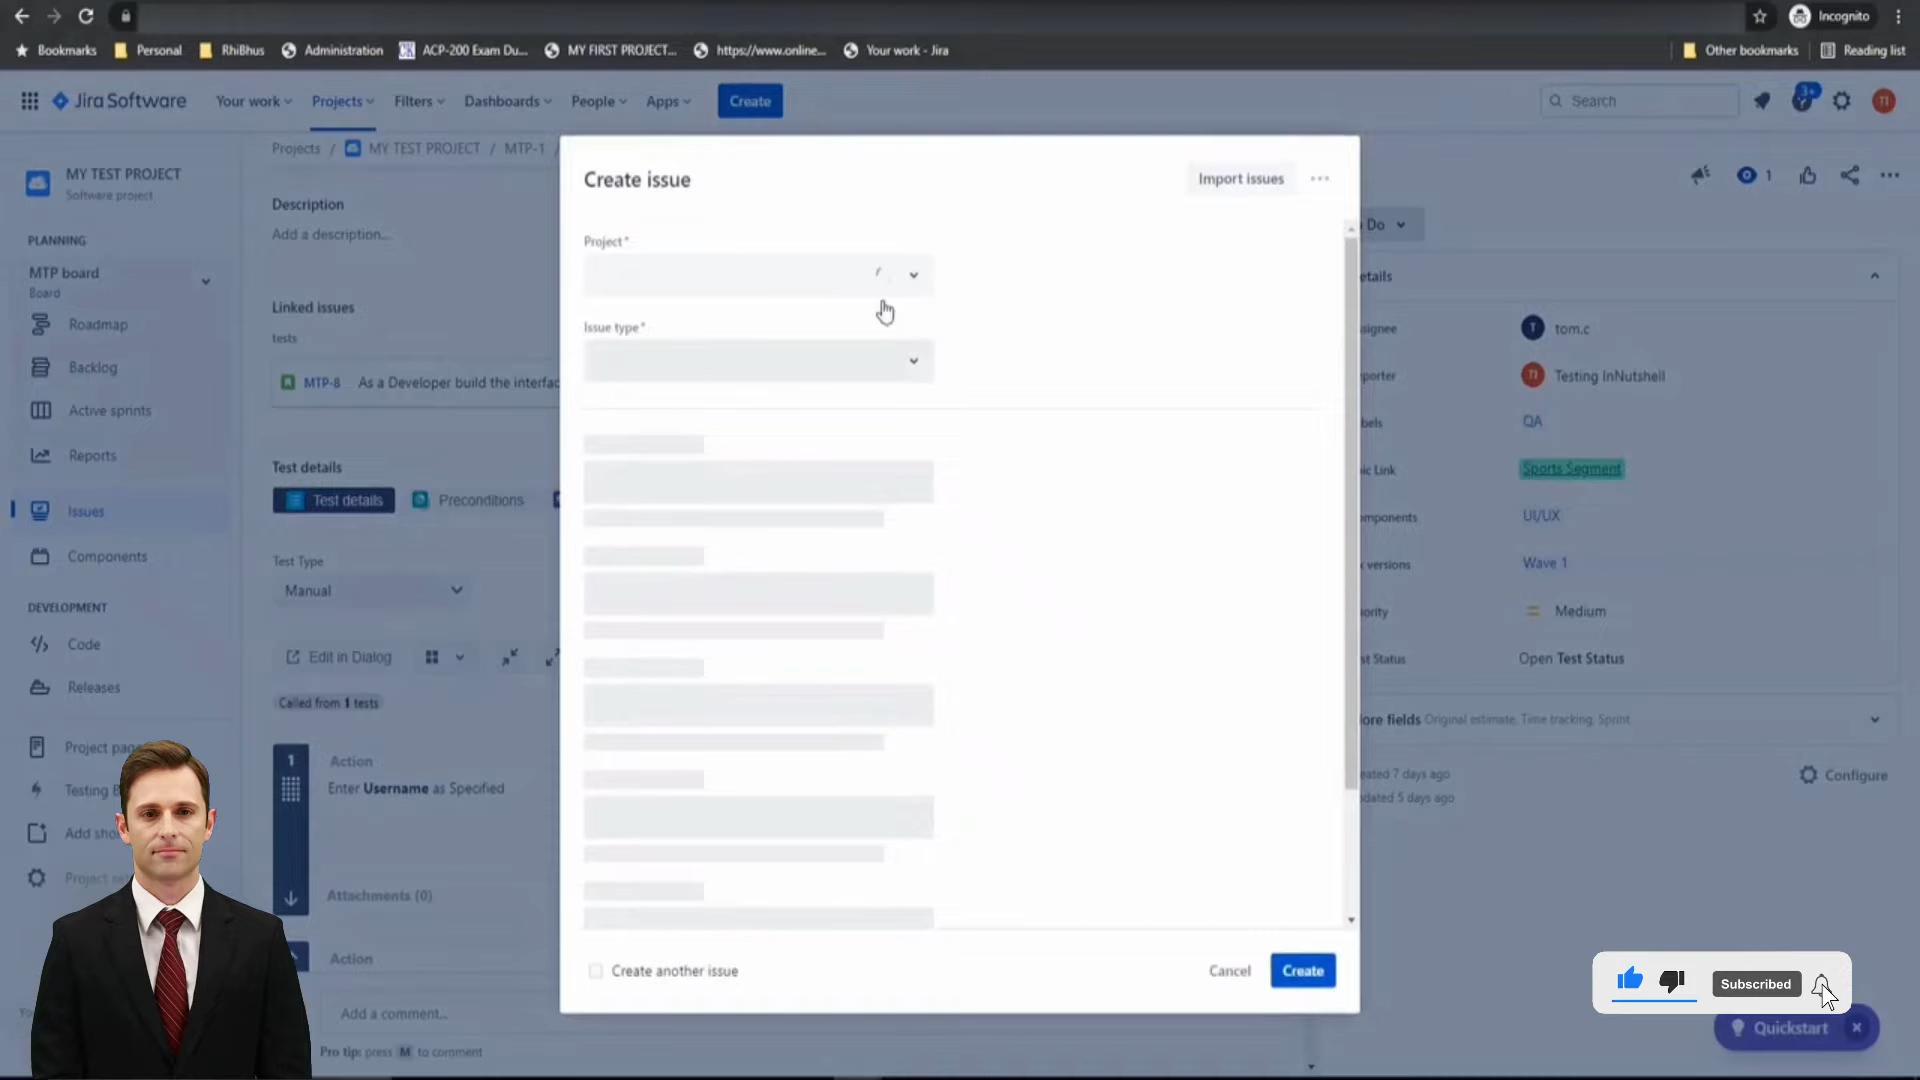 Incognito
Bookmarks
Personal
RhiBhus
Administration
ACP-200 Exam Du...
MY FIRST PROJECT...
https://www.online...
Your work - Jira
Other bookmarks
Reading list
Jira Software
Your work
Projects
Filters
Dashboards
People
Apps
Create
Search
3+
TI
Projects / MY TEST PROJECT / MTP-1 /
MY TEST PROJECT
Software project
PLANNING
MTP board
Board
Roadmap
Backlog
Active sprints
Reports
Issues
Components
DEVELOPMENT
Code
Releases
Project pag
Testing B
Add sho
Project se
Description
Add a description...
Linked issues
tests
MTP-8 As a Developer build the interfac
Test details
Test details
Preconditions
Test Type
Manual
Edit in Dialog
Called from 1 tests
1
Action
Enter Username as Specified
Attachments (0)
Action
Add a comment...
Pro tip: press M to comment
Create issue
Import issues
Project *
Issue type *
Create another issue
Cancel
Create
1
Do
etails
signee
T tom.c
porter
TI Testing InNutshell
bels
QA
ic Link
Sports Segment
mponents
UI/UX
versions
Wave 1
ority
Medium
st Status
Open Test Status
ore fields Original estimate, Time tracking, Sprint
eated 7 days ago
dated 5 days ago
Configure
Subscribed
Quickstart